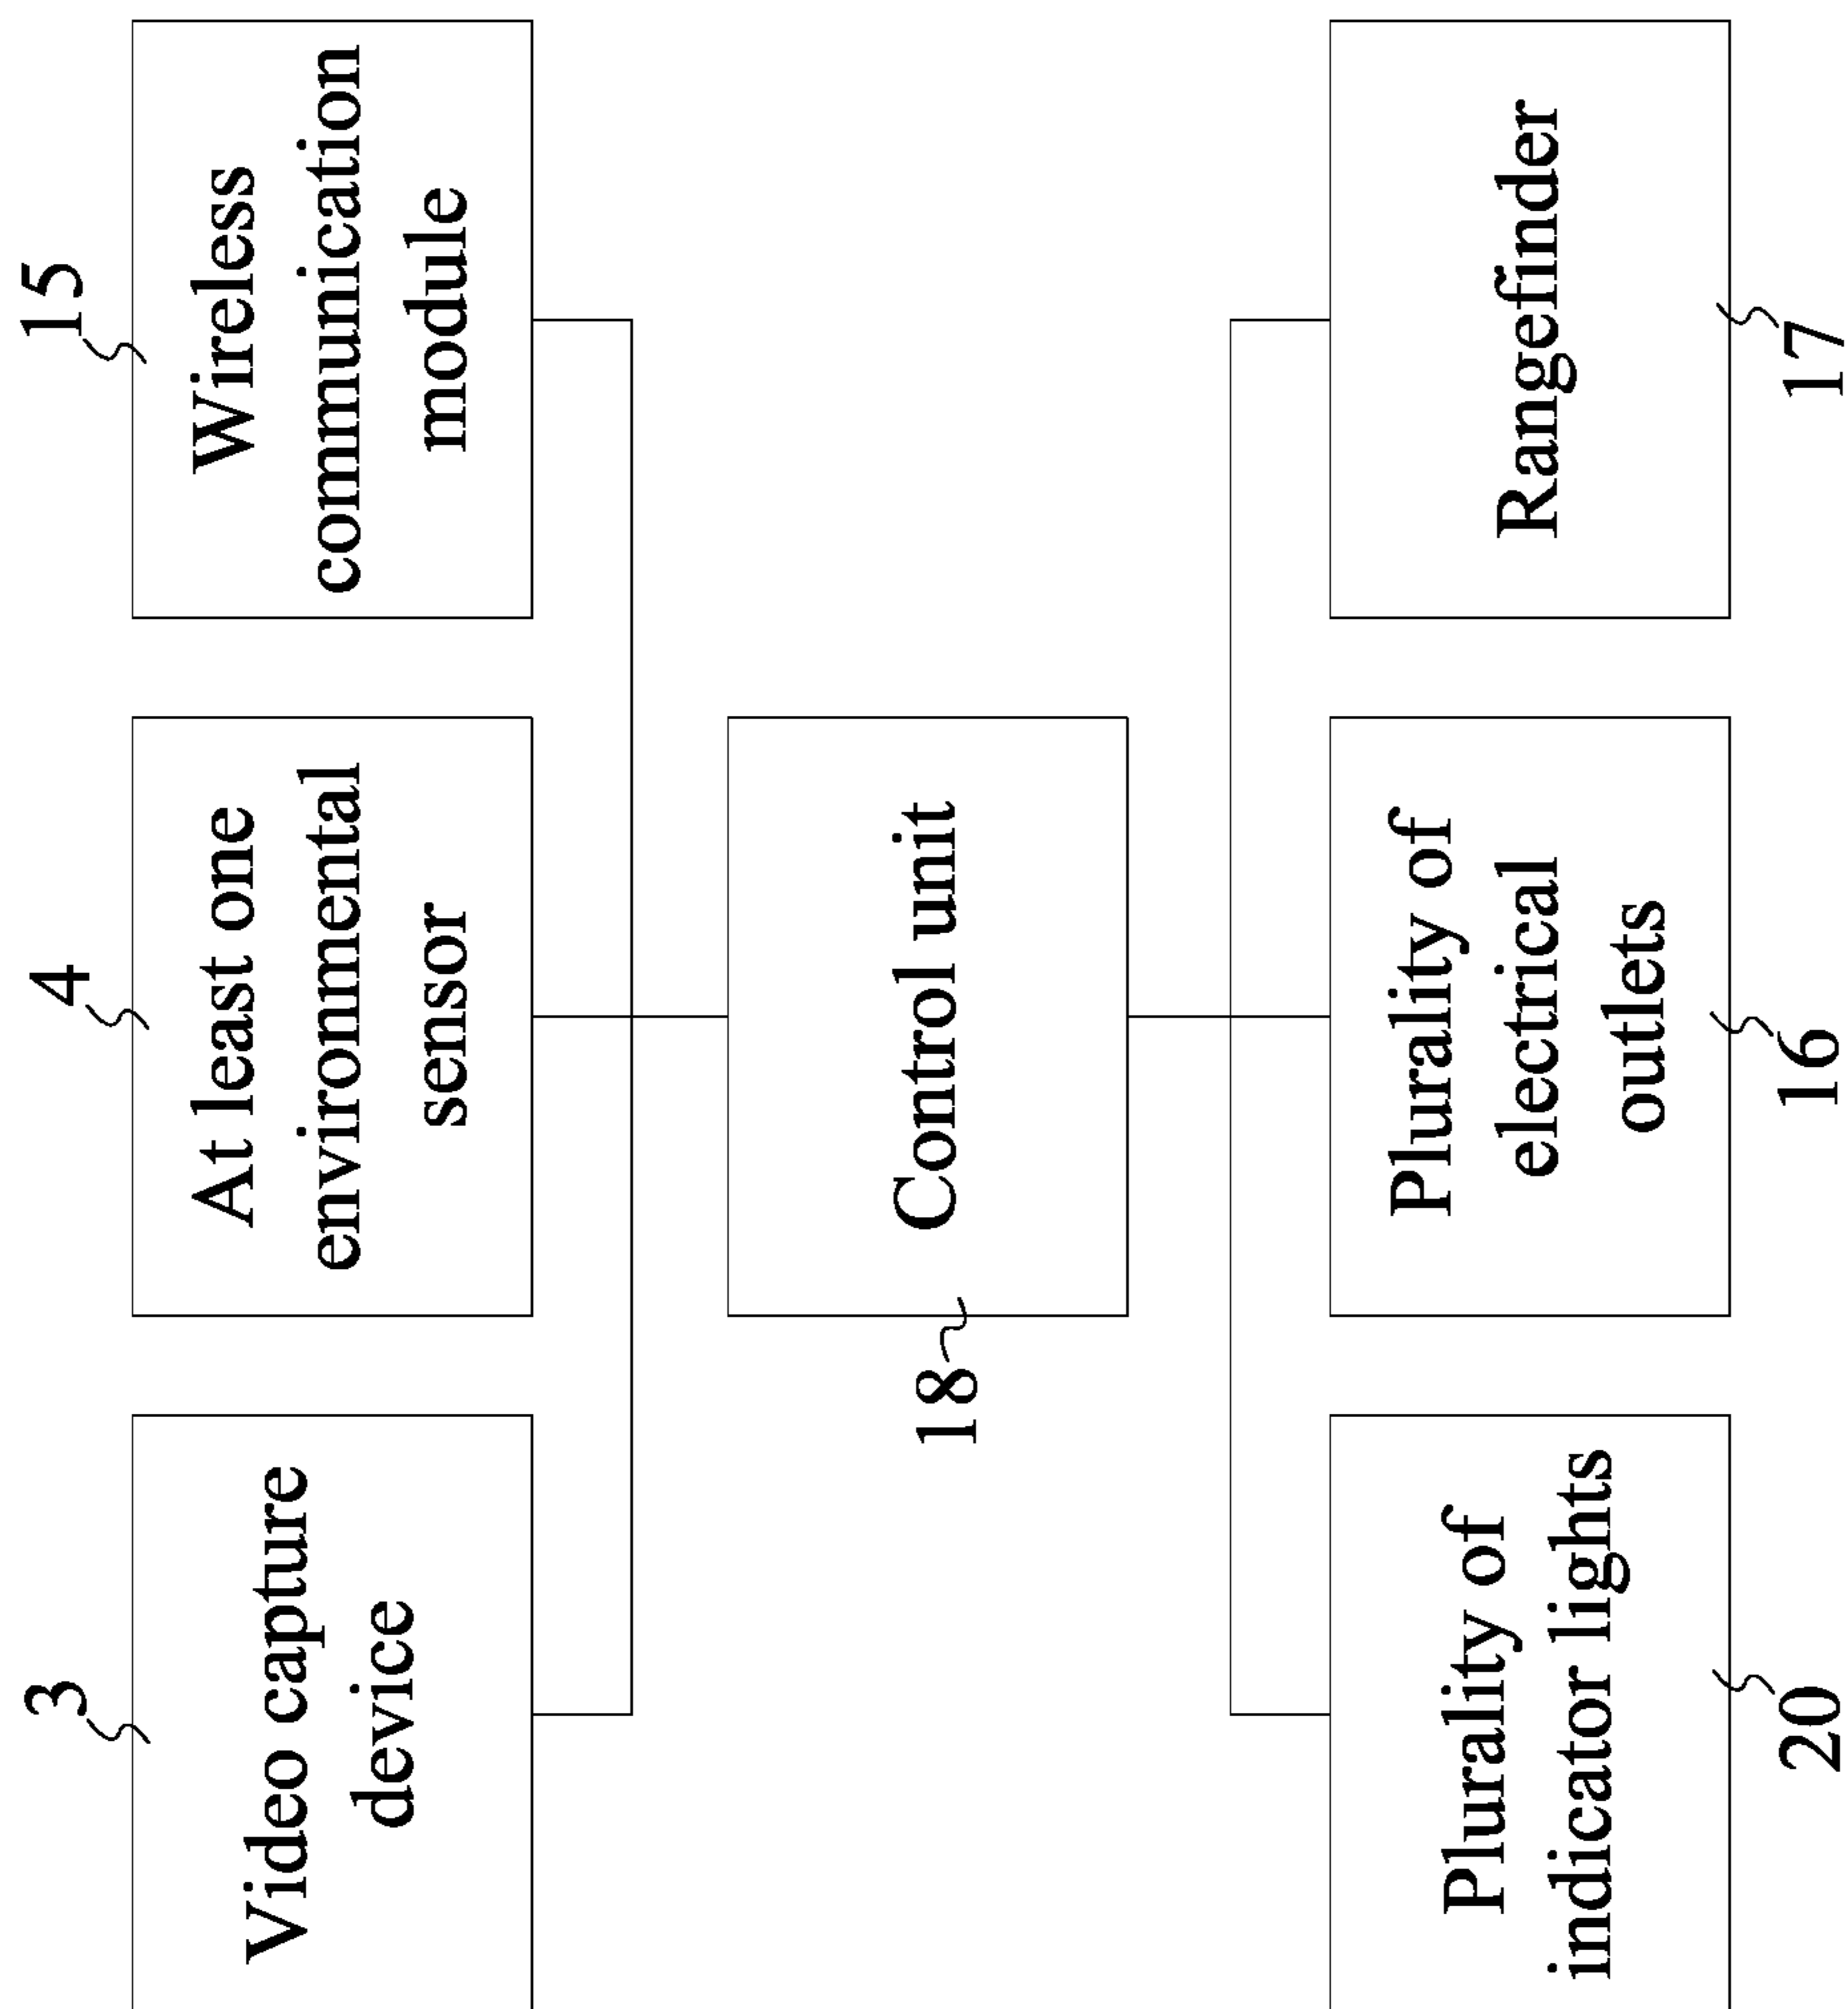 3
Video capture
device
4
At least one
environmental
sensor
15
Wireless
communication
module
18
Control unit
Plurality of
indicator lights
20
Plurality of
electrical
outlets
16
Rangefinder
17